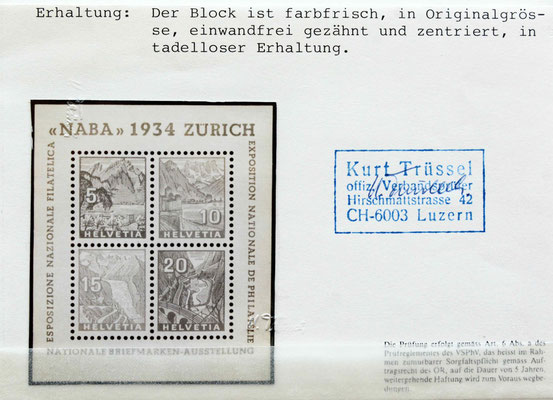 Erhaltung: Der Block ist farbfrisch, in Originalgrös-
se, einwandfrei gezähnt und zentriert, in
tadelloser Erhaltung.
«NABA» 1934 ZURICH
ESPOSIZIONE NAZIONALE FILATELICA
EXPOSITION NATIONALE DE PHILATELIE
5
HELVETIA
10
HELVETIA
15
HELVETIA
20
HELVETIA
NATIONALE BRIEFMARKEN-AUSSTELLUNG
Kurt Trüssel
offiz. Verbandsprüfer
Hirschmattstrasse 42
CH-6003 Luzern
Die Prüfung erfolgt gemäss Art. 6 Abs. a des
Prüfreglementes des VSPhV, das heisst im Rah-
men zumutbarer Sorgfaltspflicht gemäss Auf-
tragsrecht des OR, auf die Dauer von 5 Jahren,
weitergehende Haftung wird zum Voraus wegbe-
dungen.